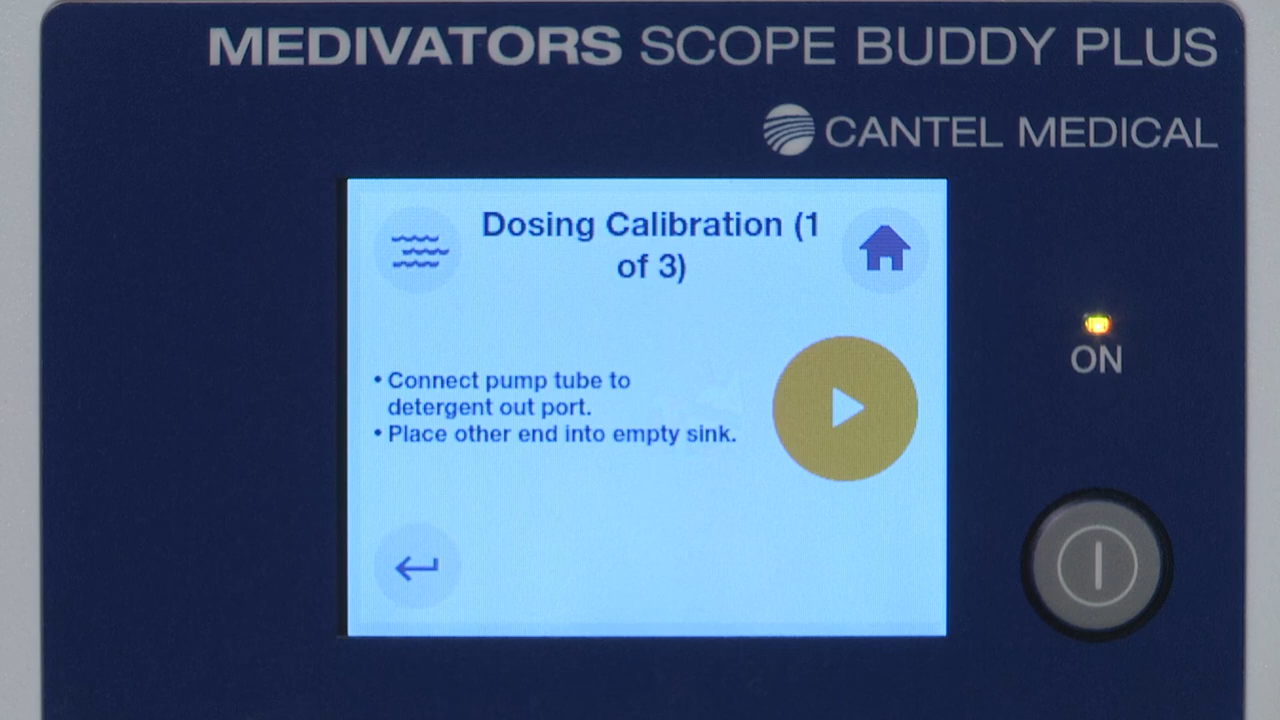 MEDIVATORS SCOPE BUDDY PLUS
CANTEL MEDICAL
Dosing Calibration (1
of 3)
• Connect pump tube to
detergent out port.
• Place other end into empty sink.
ON